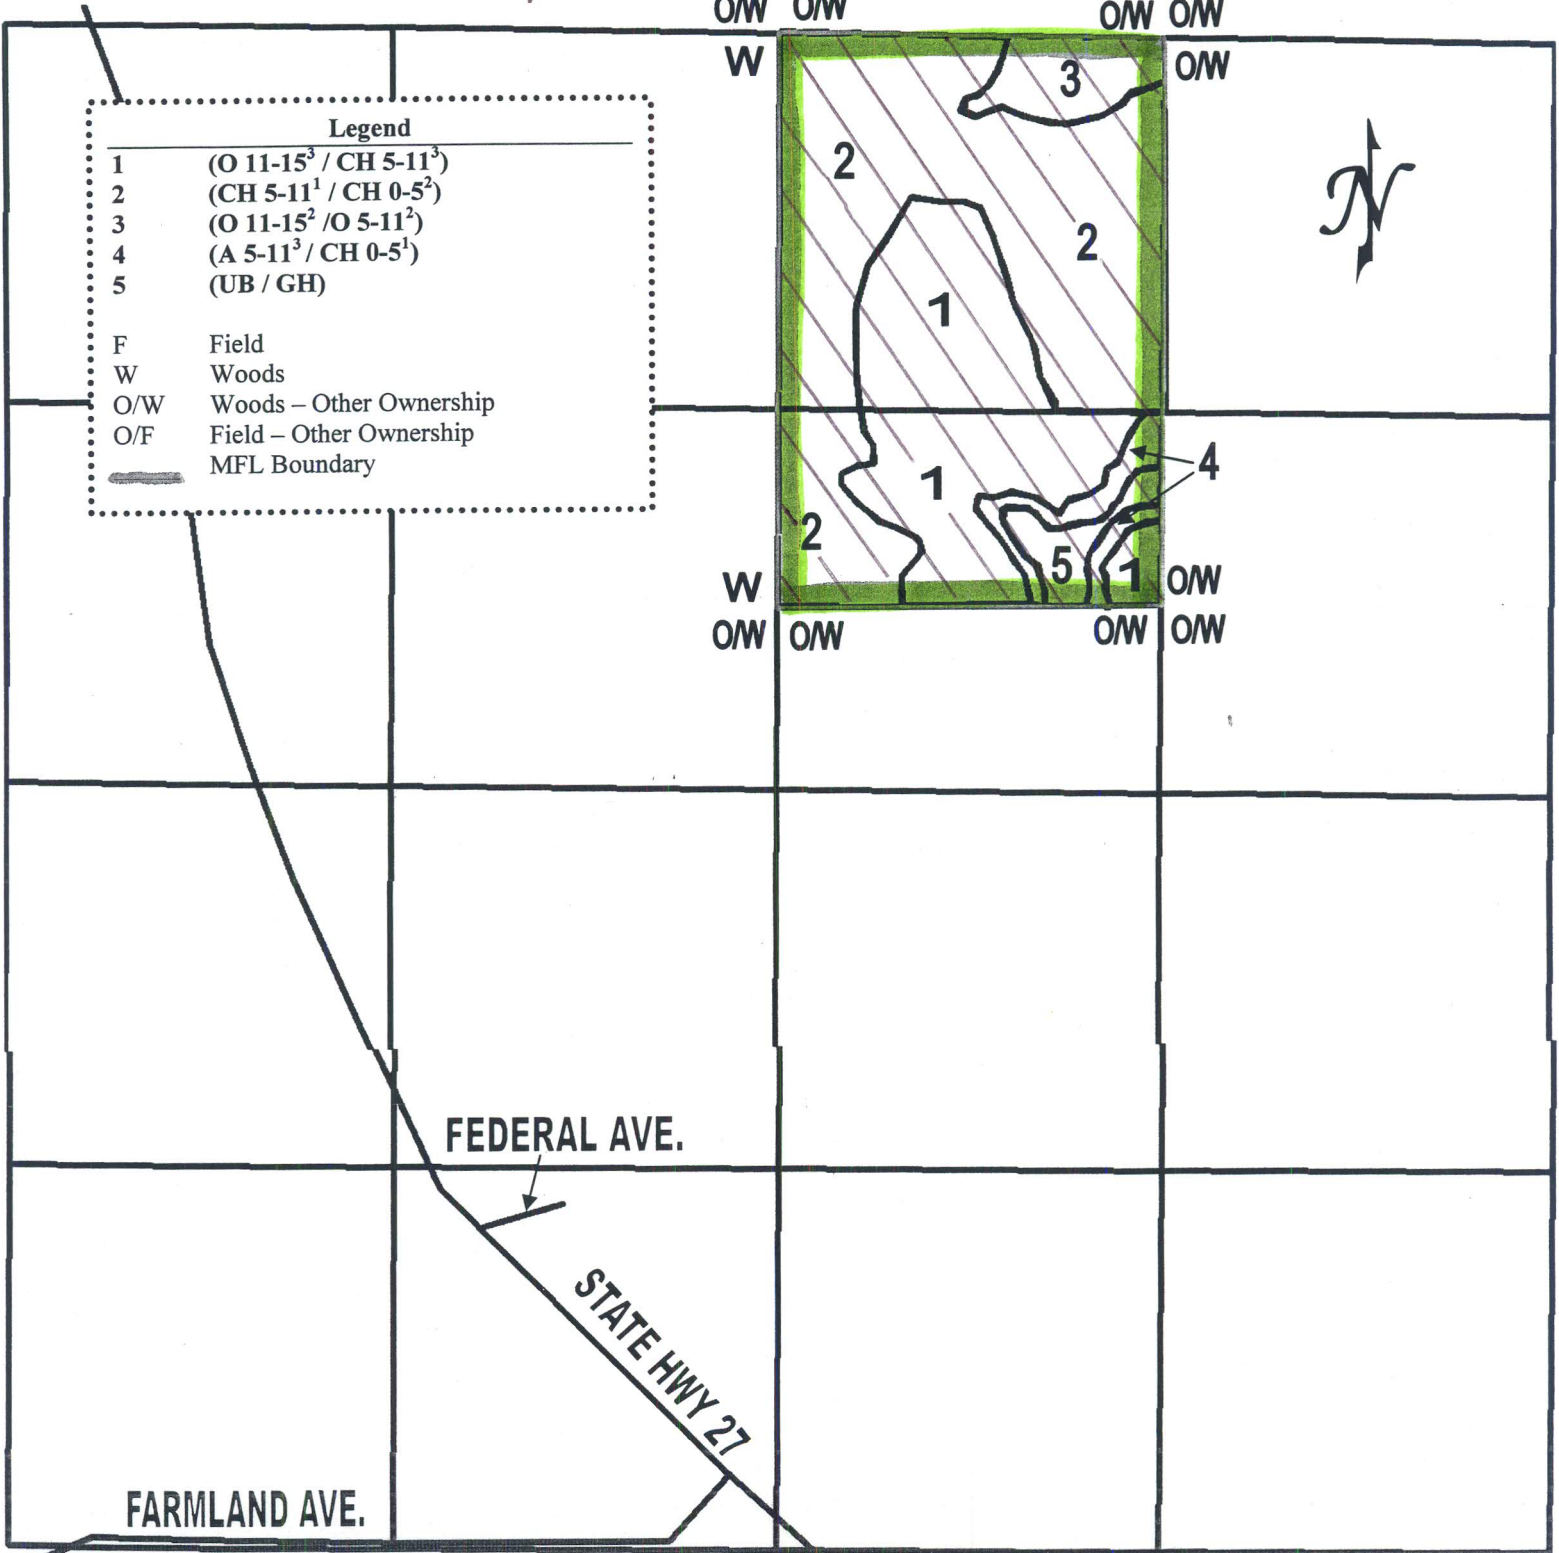 O/W O/W O/W O/W
W O/W
3
Legend
1 (O 11-15³ / CH 5-11³)
2 (CH 5-11¹ / CH 0-5²)
3 (O 11-15² /O 5-11²)
4 (A 5-11³ / CH 0-5¹)
5 (UB / GH)
F Field
W Woods
O/W Woods – Other Ownership
O/F Field – Other Ownership
MFL Boundary
2
N
2
1
1 4
2
5 1
W O/W
O/W O/W O/W O/W
FEDERAL AVE.
STATE HWY 27
FARMLAND AVE.